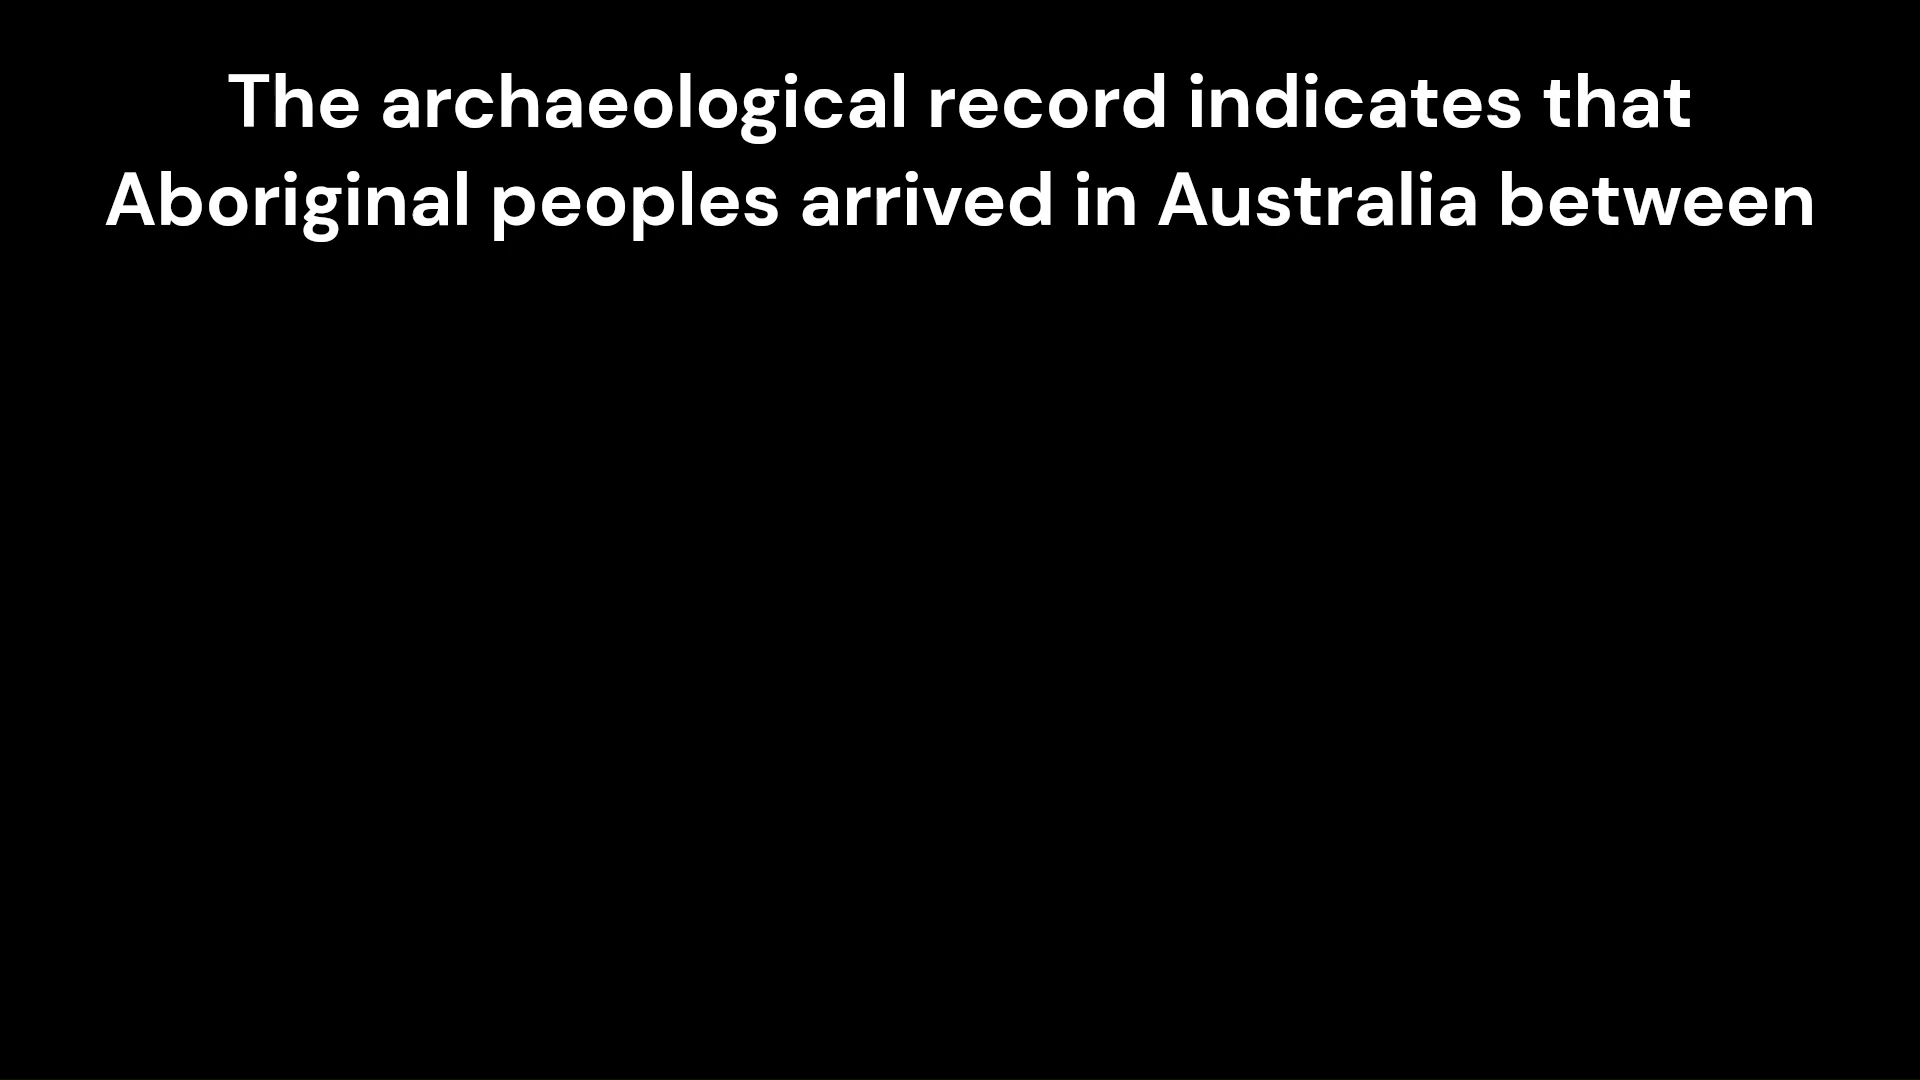 The archaeological record indicates that
Aboriginal peoples arrived in Australia between